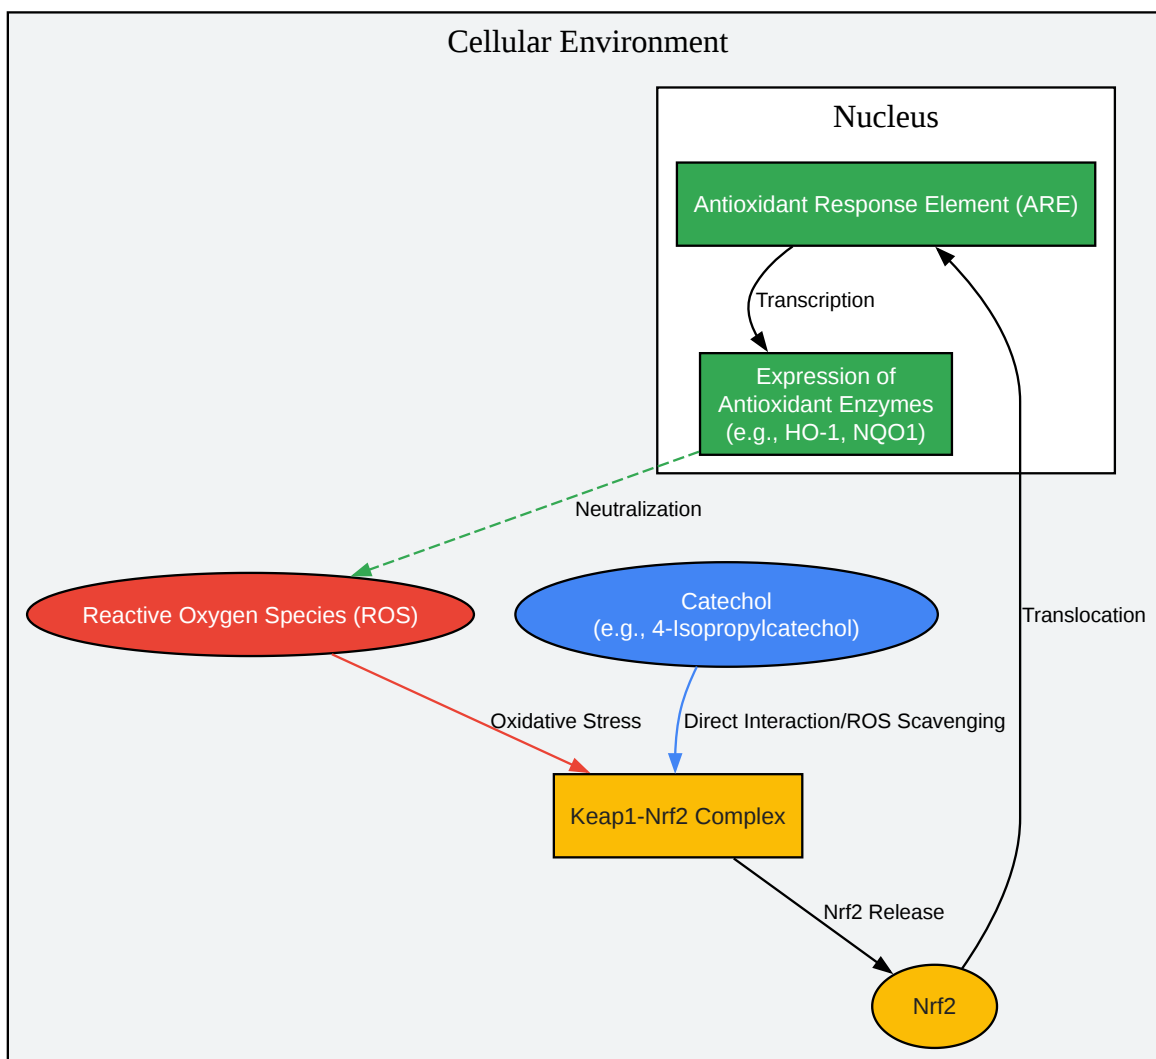 Cellular Environment
Nucleus
Antioxidant Response Element (ARE)
Transcription
Expression of
Antioxidant Enzymes
(e.g., HO-1, NQO1)
Neutralization
Reactive Oxygen Species (ROS)
Catechol
(e.g., 4-Isopropylcatechol)
Translocation
Oxidative Stress
Direct Interaction/ROS Scavenging
Keap1-Nrf2 Complex
Nrf2 Release
Nrf2